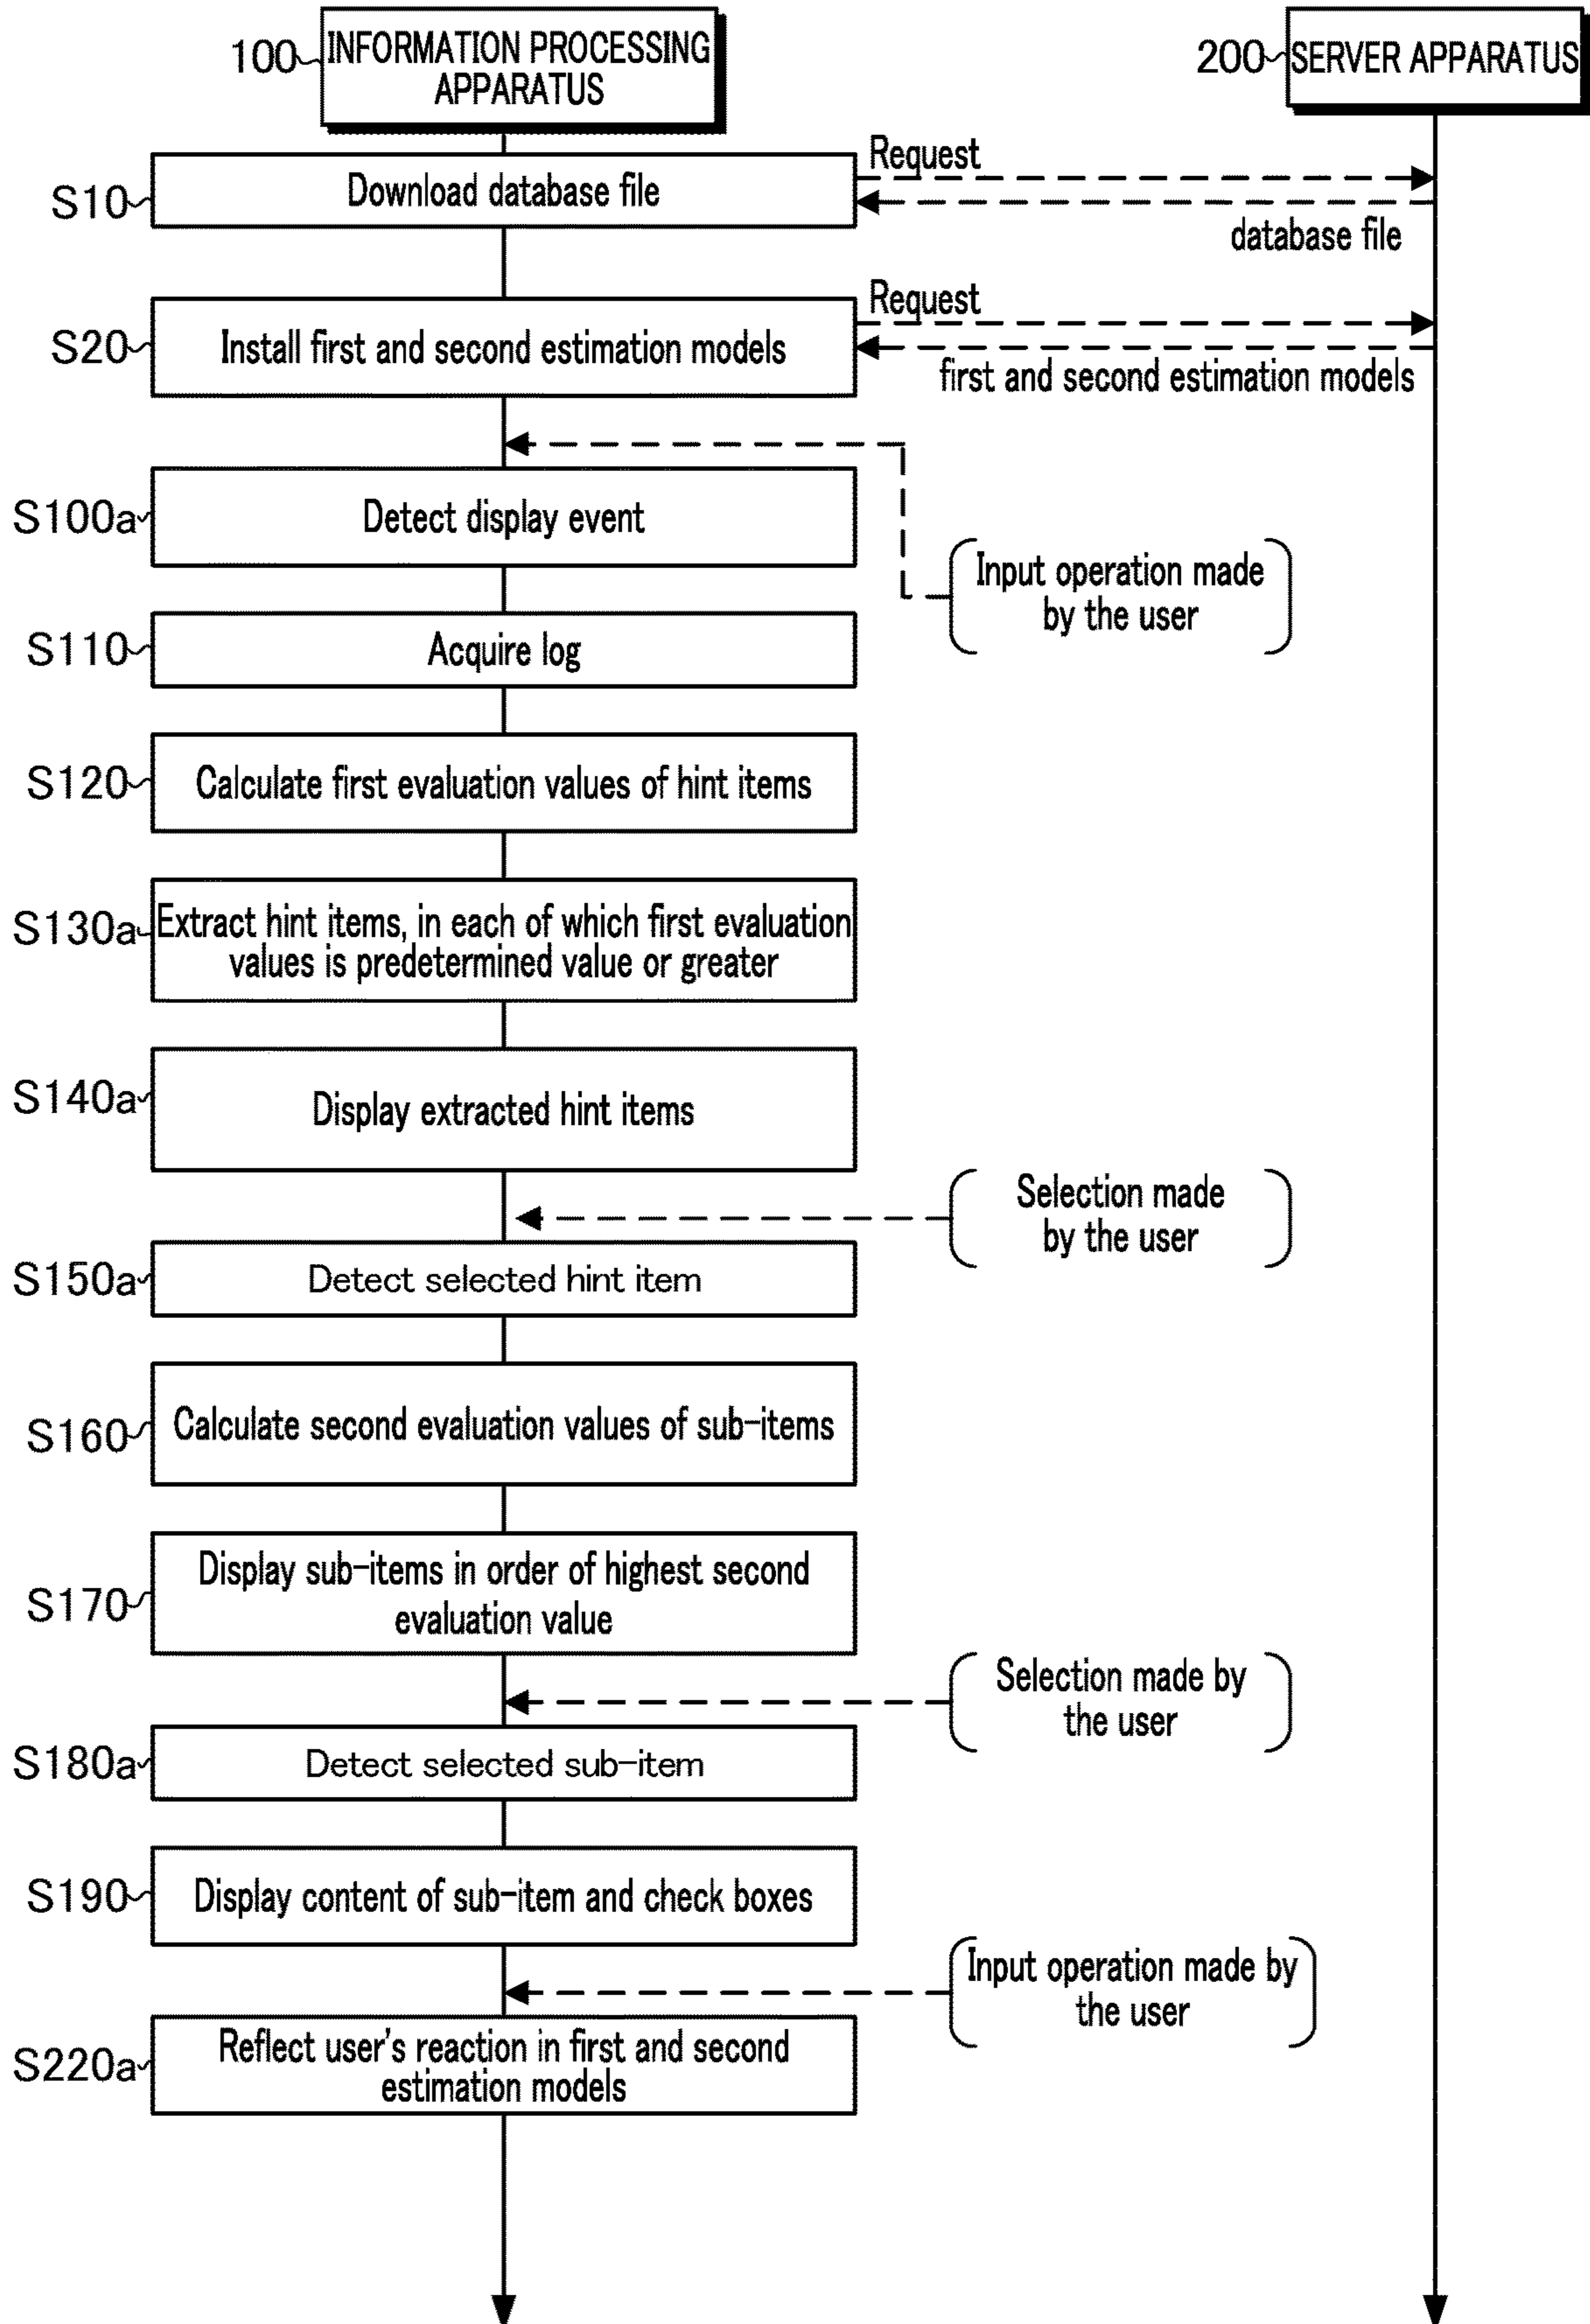 100
INFORMATION PROCESSING
APPARATUS
200
SERVER APPARATUS
S10
Download database file
Request
database file
S20
Install first and second estimation models
Request
first and second estimation models
S100a
Detect display event
Input operation made
by the user
S110
Acquire log
S120
Calculate first evaluation values of hint items
S130a
Extract hint items, in each of which first evaluation
values is predetermined value or greater
S140a
Display extracted hint items
Selection made
by the user
S150a
Detect selected hint item
S160
Calculate second evaluation values of sub-items
S170
Display sub-items in order of highest second
evaluation value
Selection made by
the user
S180a
Detect selected sub-item
S190
Display content of sub-item and check boxes
Input operation made by
the user
S220a
Reflect user's reaction in first and second
estimation models